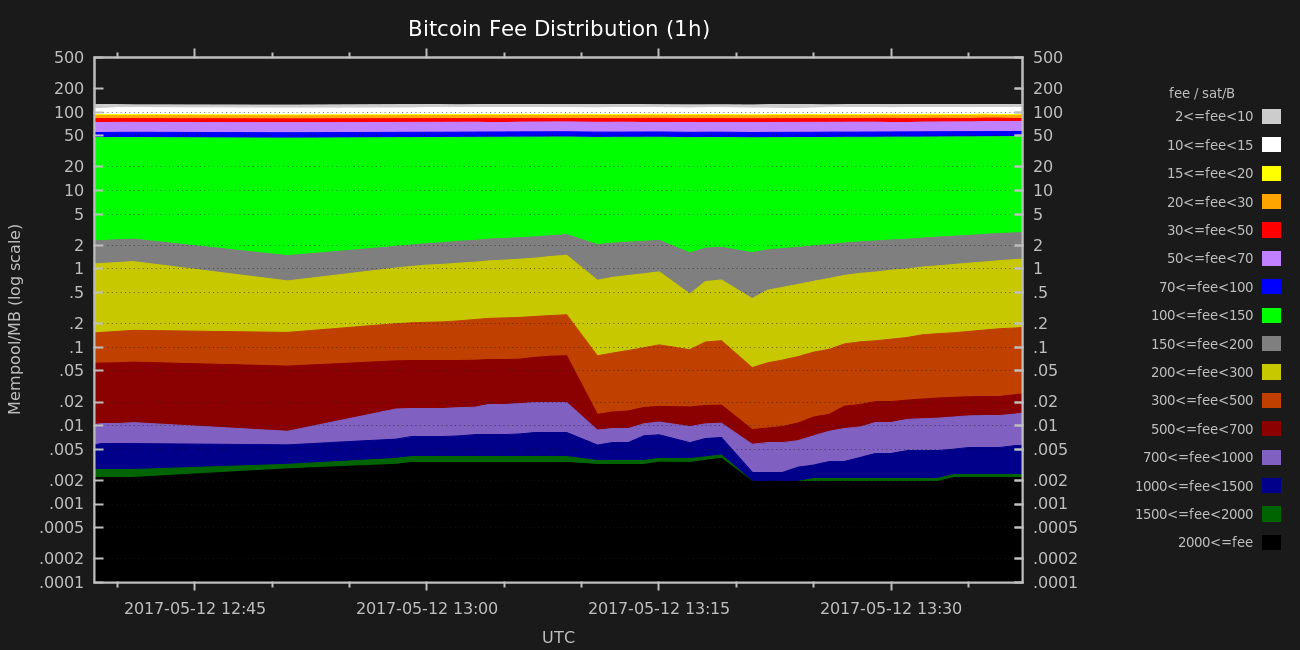 Bitcoin Fee Distribution (1h)
500
200
100
50
20
10
5
2
1
.5
.2
.1
.05
.02
.01
.005
.002
.001
.0005
.0002
.0001
Mempool/MB (log scale)
500
200
100
50
20
10
5
2
1
.5
.2
.1
.05
.02
.01
.005
.002
.001
.0005
.0002
.0001
2017-05-12 12:45
2017-05-12 13:00
2017-05-12 13:15
2017-05-12 13:30
UTC
fee / sat/B
2<=fee<10
10<=fee<15
15<=fee<20
20<=fee<30
30<=fee<50
50<=fee<70
70<=fee<100
100<=fee<150
150<=fee<200
200<=fee<300
300<=fee<500
500<=fee<700
700<=fee<1000
1000<=fee<1500
1500<=fee<2000
2000<=fee